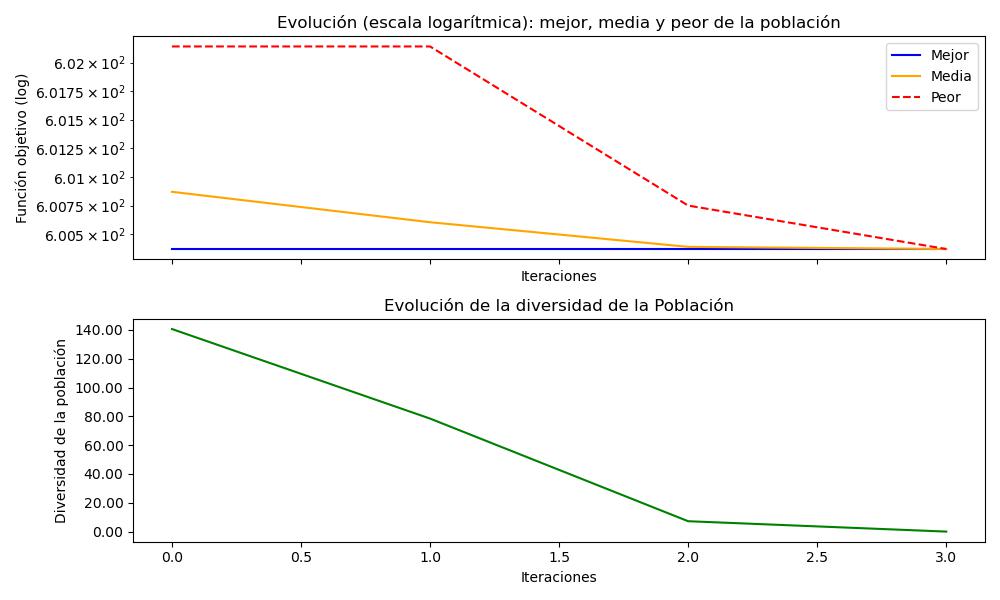 Evolución (escala logarítmica): mejor, media y peor de la población
Función objetivo (log)
6.02 × 10²
6.0175 × 10²
6.015 × 10²
6.0125 × 10²
6.01 × 10²
6.0075 × 10²
6.005 × 10²
Mejor
Media
Peor
Iteraciones
Evolución de la diversidad de la Población
Diversidad de la población
140.00
120.00
100.00
80.00
60.00
40.00
20.00
0.00
0.0 0.5 1.0 1.5 2.0 2.5 3.0
Iteraciones